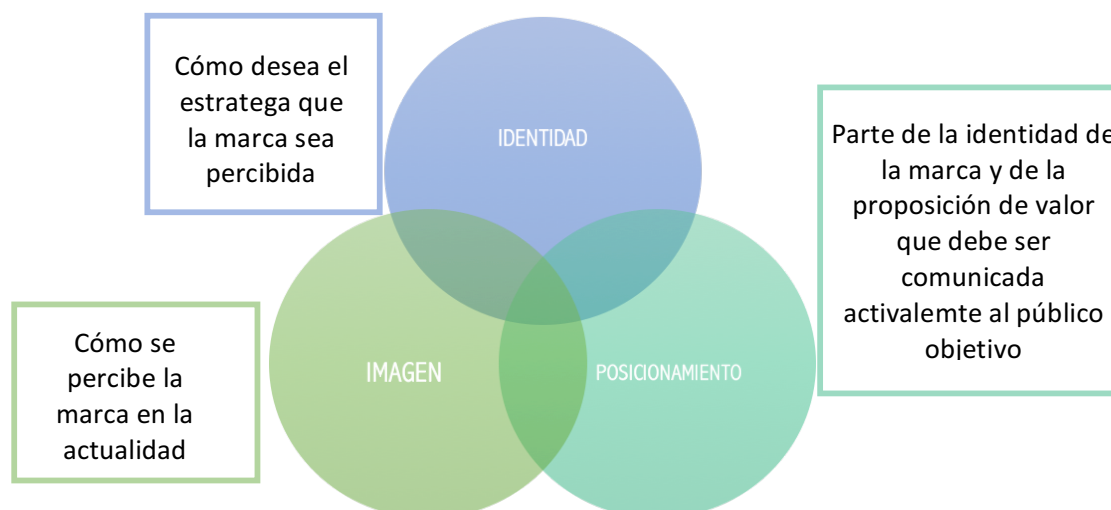 Cómo desea el
estratega que
la marca sea
percibida
IDENTIDAD
Parte de la identidad de
la marca y de la
proposición de valor
que debe ser
comunicada
activalemte al público
objetivo
Cómo se
percibe la
marca en la
actualidad
IMAGEN
POSICIONAMIENTO